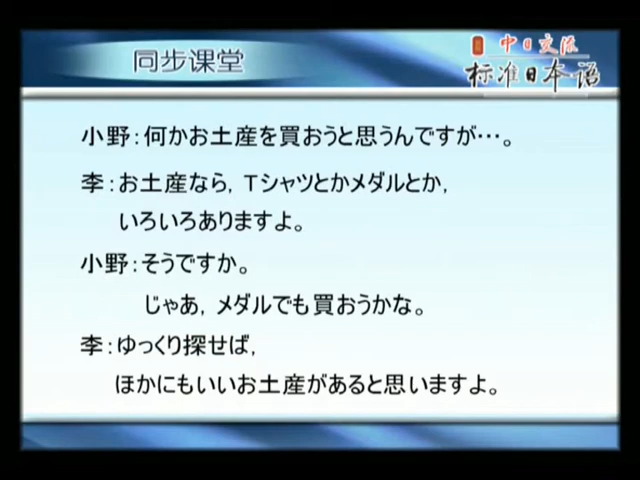 同步课堂
中日交流
标准日本语
小野：何かお土産を買おうと思うんですが…。
李：お土産なら，Tシャツとかメダルとか，
いろいろありますよ。
小野：そうですか。
じゃあ，メダルでも買おうかな。
李：ゆっくり探せば，
ほかにもいいお土産があると思いますよ。